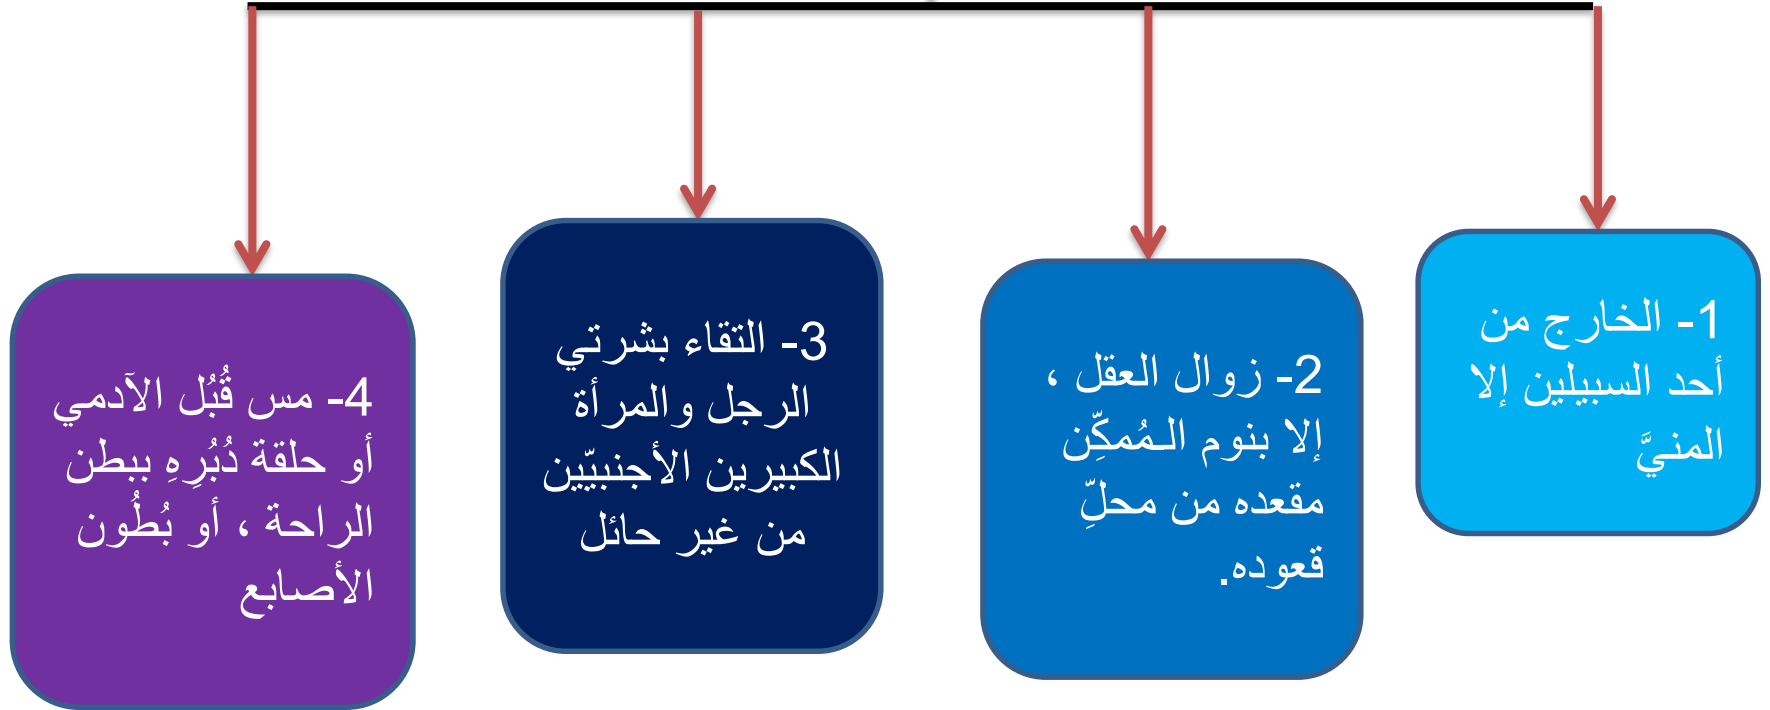 1- الخارج من
أحد السبيلين إلا
المنيَّ
2- زوال العقل ،
إلا بنوم الـمُمكِّن
مقعده من محلِّ
قعوده.
3- التقاء بشرتي
الرجل والمرأة
الكبيرين الأجنبيّين
من غير حائل
4- مس قُبُل الآدمي
أو حلقة دُبُرِهِ ببطن
الراحة ، أو بُطُون
الأصابع